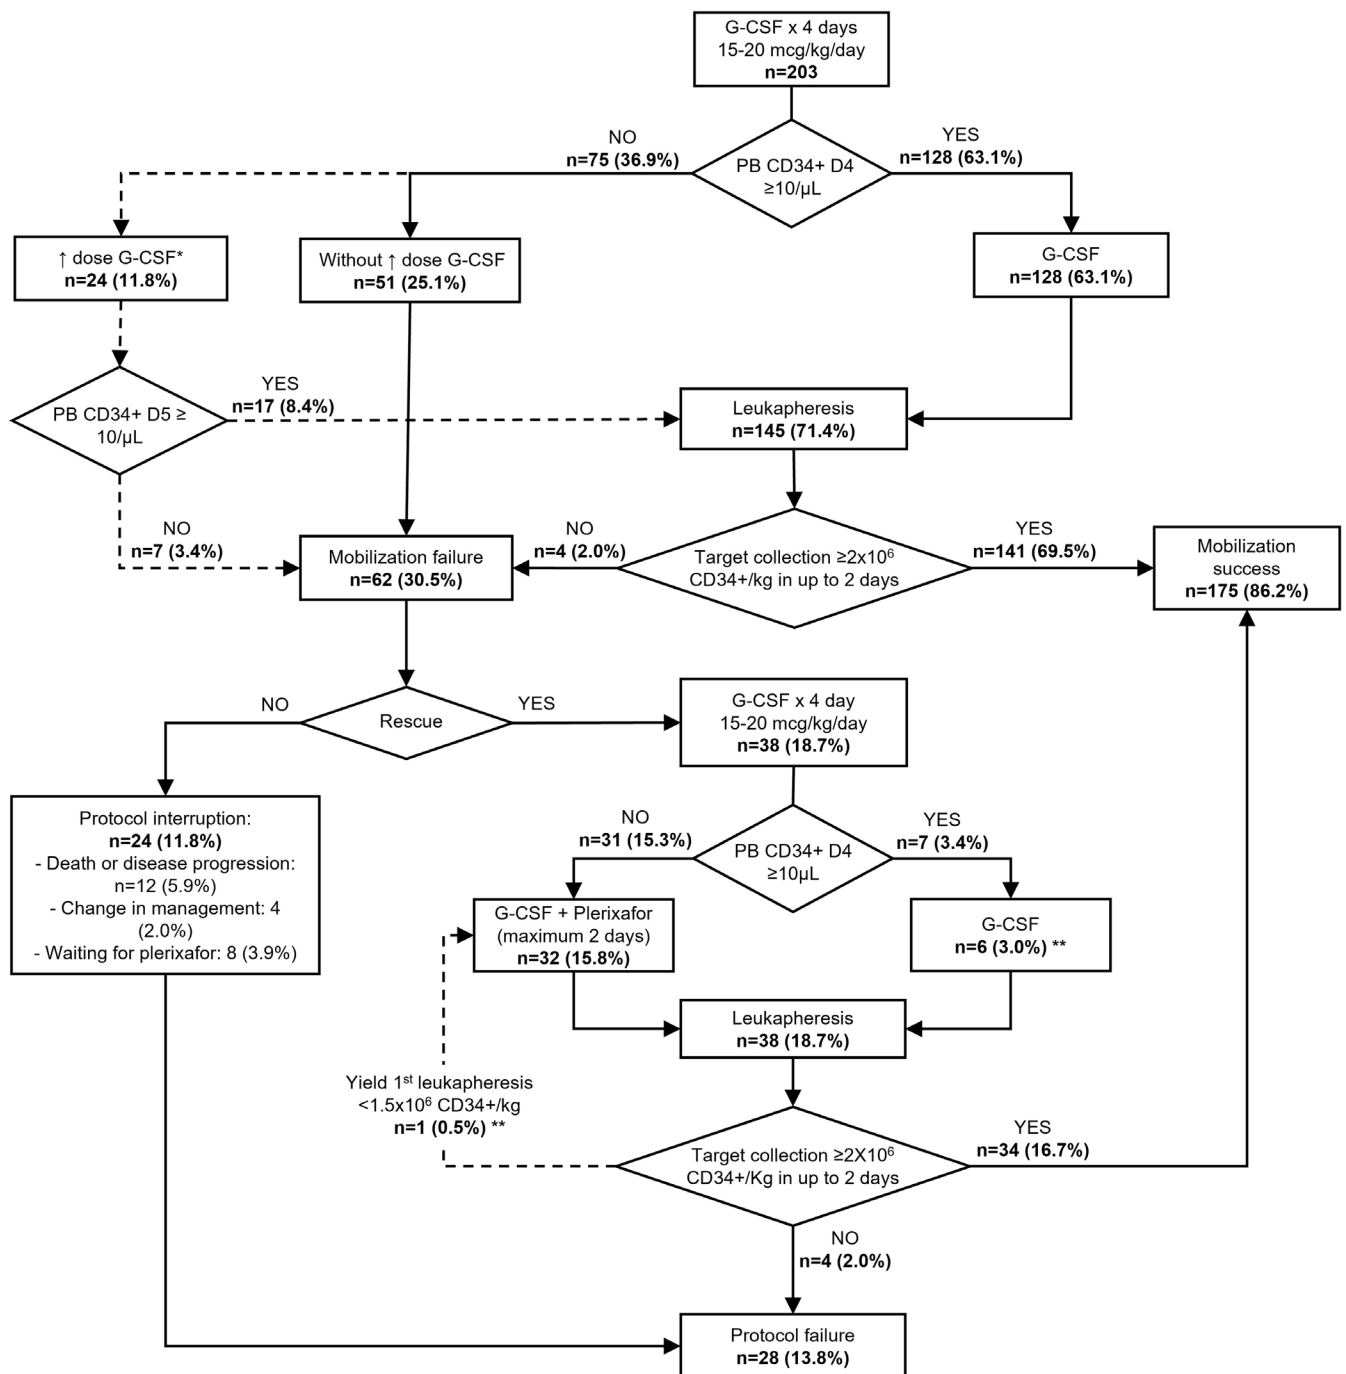 G-CSF x 4 days
15-20 mcg/kg/day
n=203
NO
n=75 (36.9%)
YES
n=128 (63.1%)
PB CD34+ D4
≥10/µL
↑ dose G-CSF*
n=24 (11.8%)
Without ↑ dose G-CSF
n=51 (25.1%)
G-CSF
n=128 (63.1%)
PB CD34+ D5 ≥
10/µL
YES
n=17 (8.4%)
Leukapheresis
n=145 (71.4%)
NO
n=7 (3.4%)
Mobilization failure
n=62 (30.5%)
NO
n=4 (2.0%)
Target collection ≥2x10⁶
CD34+/kg in up to 2 days
YES
n=141 (69.5%)
Mobilization
success
n=175 (86.2%)
NO
Rescue
YES
G-CSF x 4 day
15-20 mcg/kg/day
n=38 (18.7%)
Protocol interruption:
n=24 (11.8%)
- Death or disease progression:
n=12 (5.9%)
- Change in management: 4
(2.0%)
- Waiting for plerixafor: 8 (3.9%)
NO
n=31 (15.3%)
PB CD34+ D4
≥10µL
YES
n=7 (3.4%)
G-CSF + Plerixafor
(maximum 2 days)
n=32 (15.8%)
G-CSF
n=6 (3.0%) **
Leukapheresis
n=38 (18.7%)
Yield 1ˢᵗ leukapheresis
<1.5x10⁶ CD34+/kg
n=1 (0.5%) **
Target collection ≥2X10⁶
CD34+/Kg in up to 2 days
YES
n=34 (16.7%)
NO
n=4 (2.0%)
Protocol failure
n=28 (13.8%)